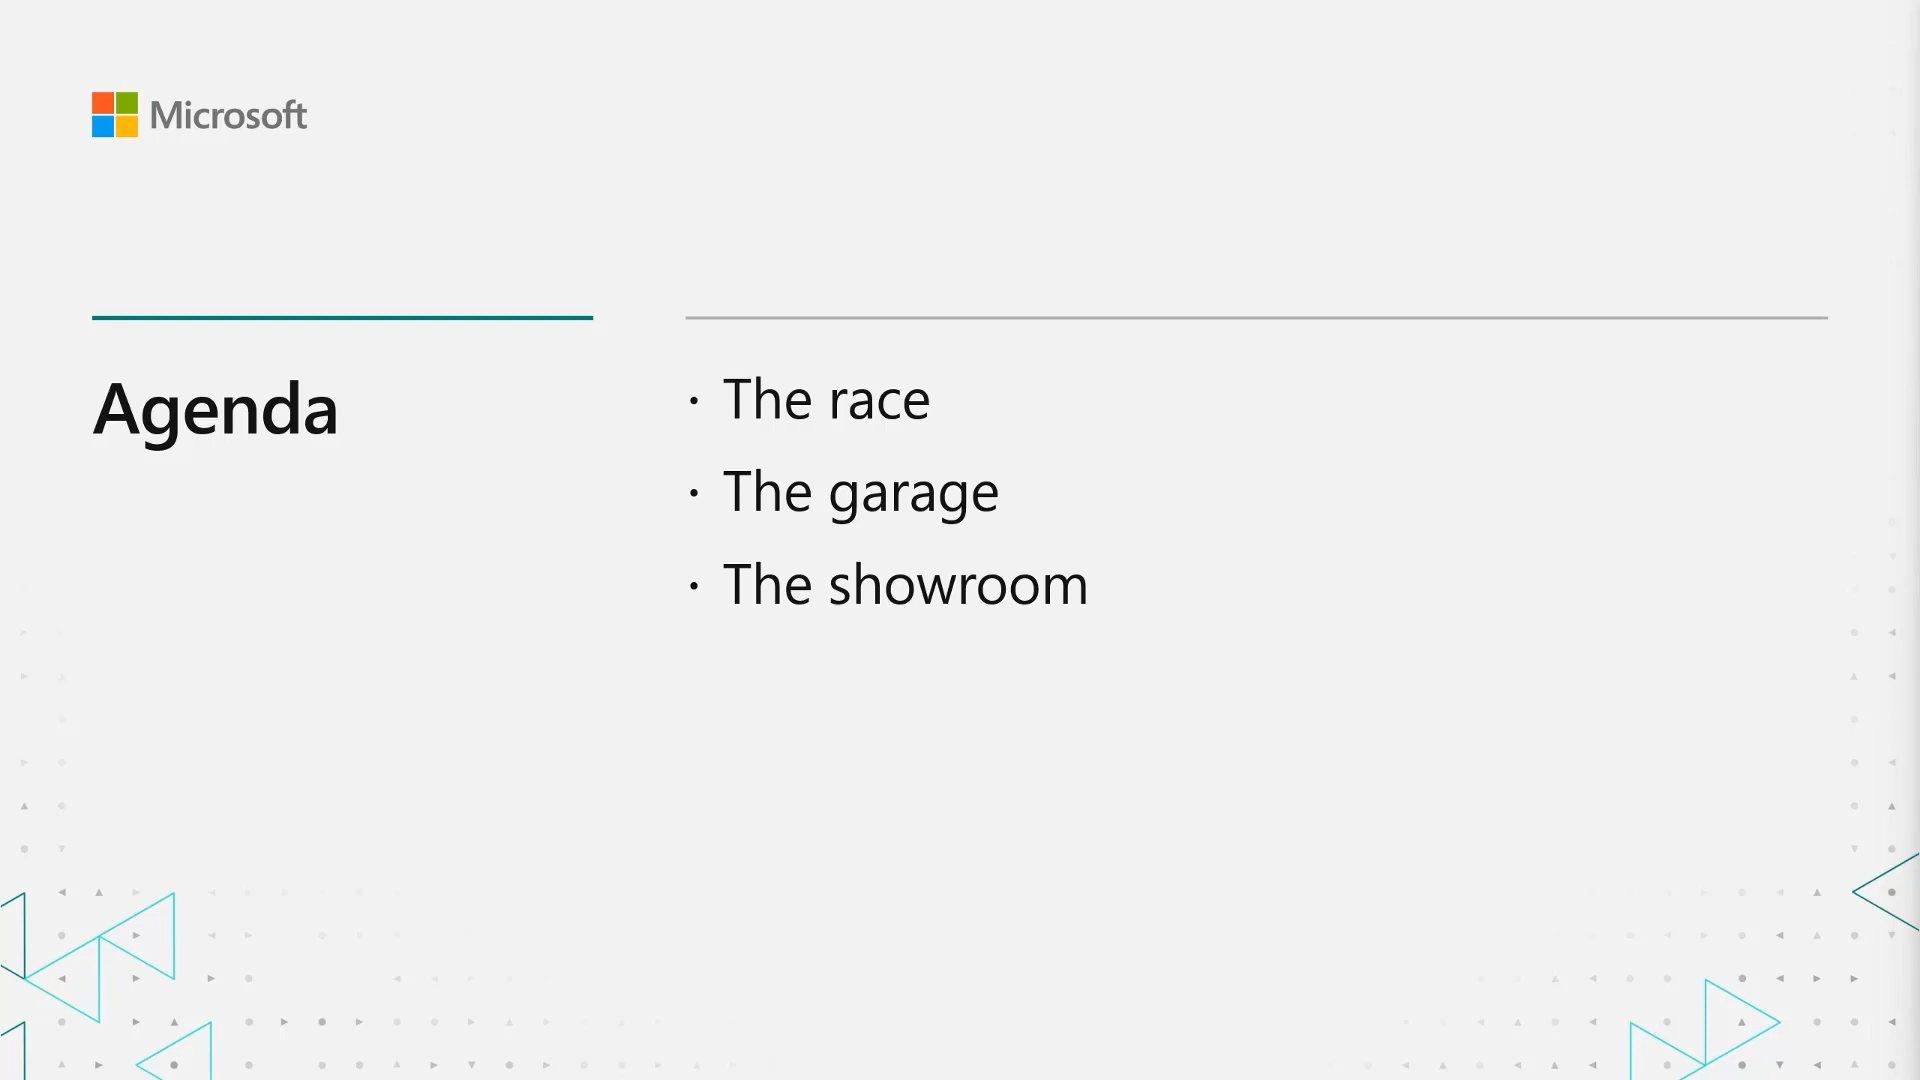 Microsoft
Agenda
· The race
· The garage
· The showroom